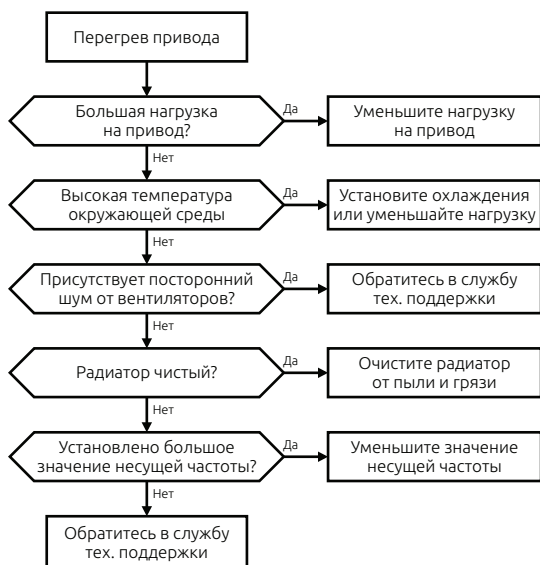 Перегрев привода
Большая нагрузка
на привод?
Да
Уменьшите нагрузку
на привод
Нет
Высокая температура
окружающей среды
Да
Установите охлаждения
или уменьшайте нагрузку
Нет
Присутствует посторонний
шум от вентиляторов?
Да
Обратитесь в службу
тех. поддержки
Нет
Радиатор чистый?
Да
Очистите радиатор
от пыли и грязи
Нет
Установлено большое
значение несущей частоты?
Да
Уменьшите значение
несущей частоты
Нет
Обратитесь в службу
тех. поддержки